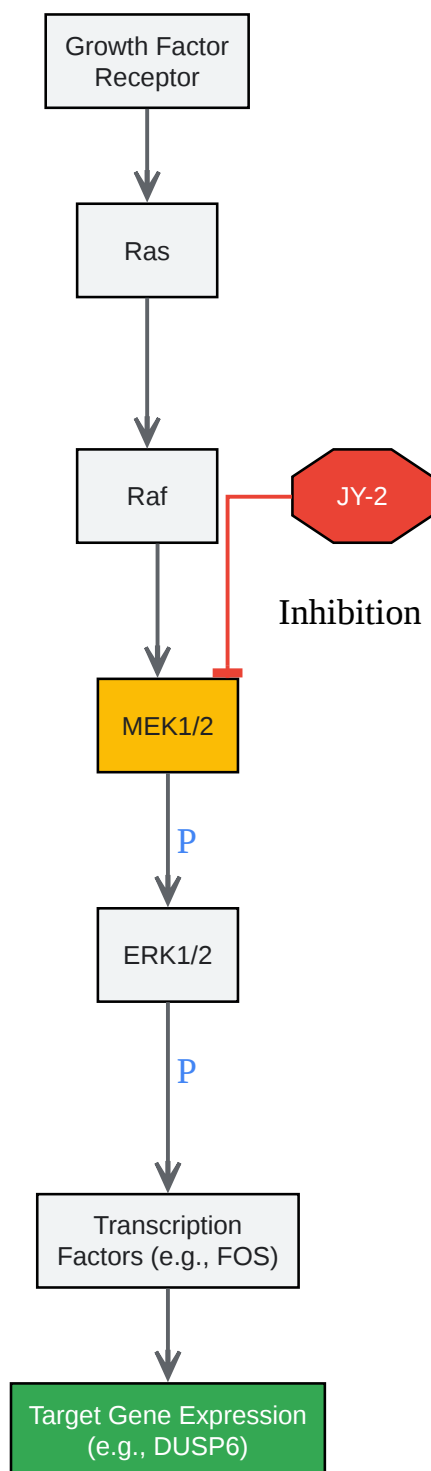 Growth Factor
Receptor
Ras
Raf
JY-2
Inhibition
MEK1/2
P
ERK1/2
P
Transcription
Factors (e.g., FOS)
Target Gene Expression
(e.g., DUSP6)